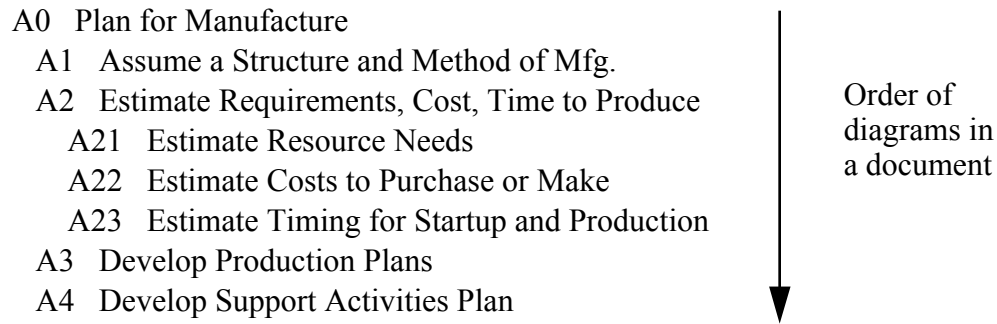 A0 Plan for Manufacture
A1 Assume a Structure and Method of Mfg.
A2 Estimate Requirements, Cost, Time to Produce
A21 Estimate Resource Needs
A22 Estimate Costs to Purchase or Make
A23 Estimate Timing for Startup and Production
A3 Develop Production Plans
A4 Develop Support Activities Plan
Order of
diagrams in
a document